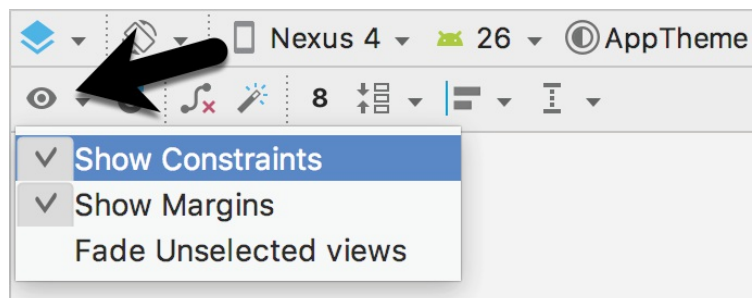 Nexus 4 26 AppTheme
8
Show Constraints
Show Margins
Fade Unselected views